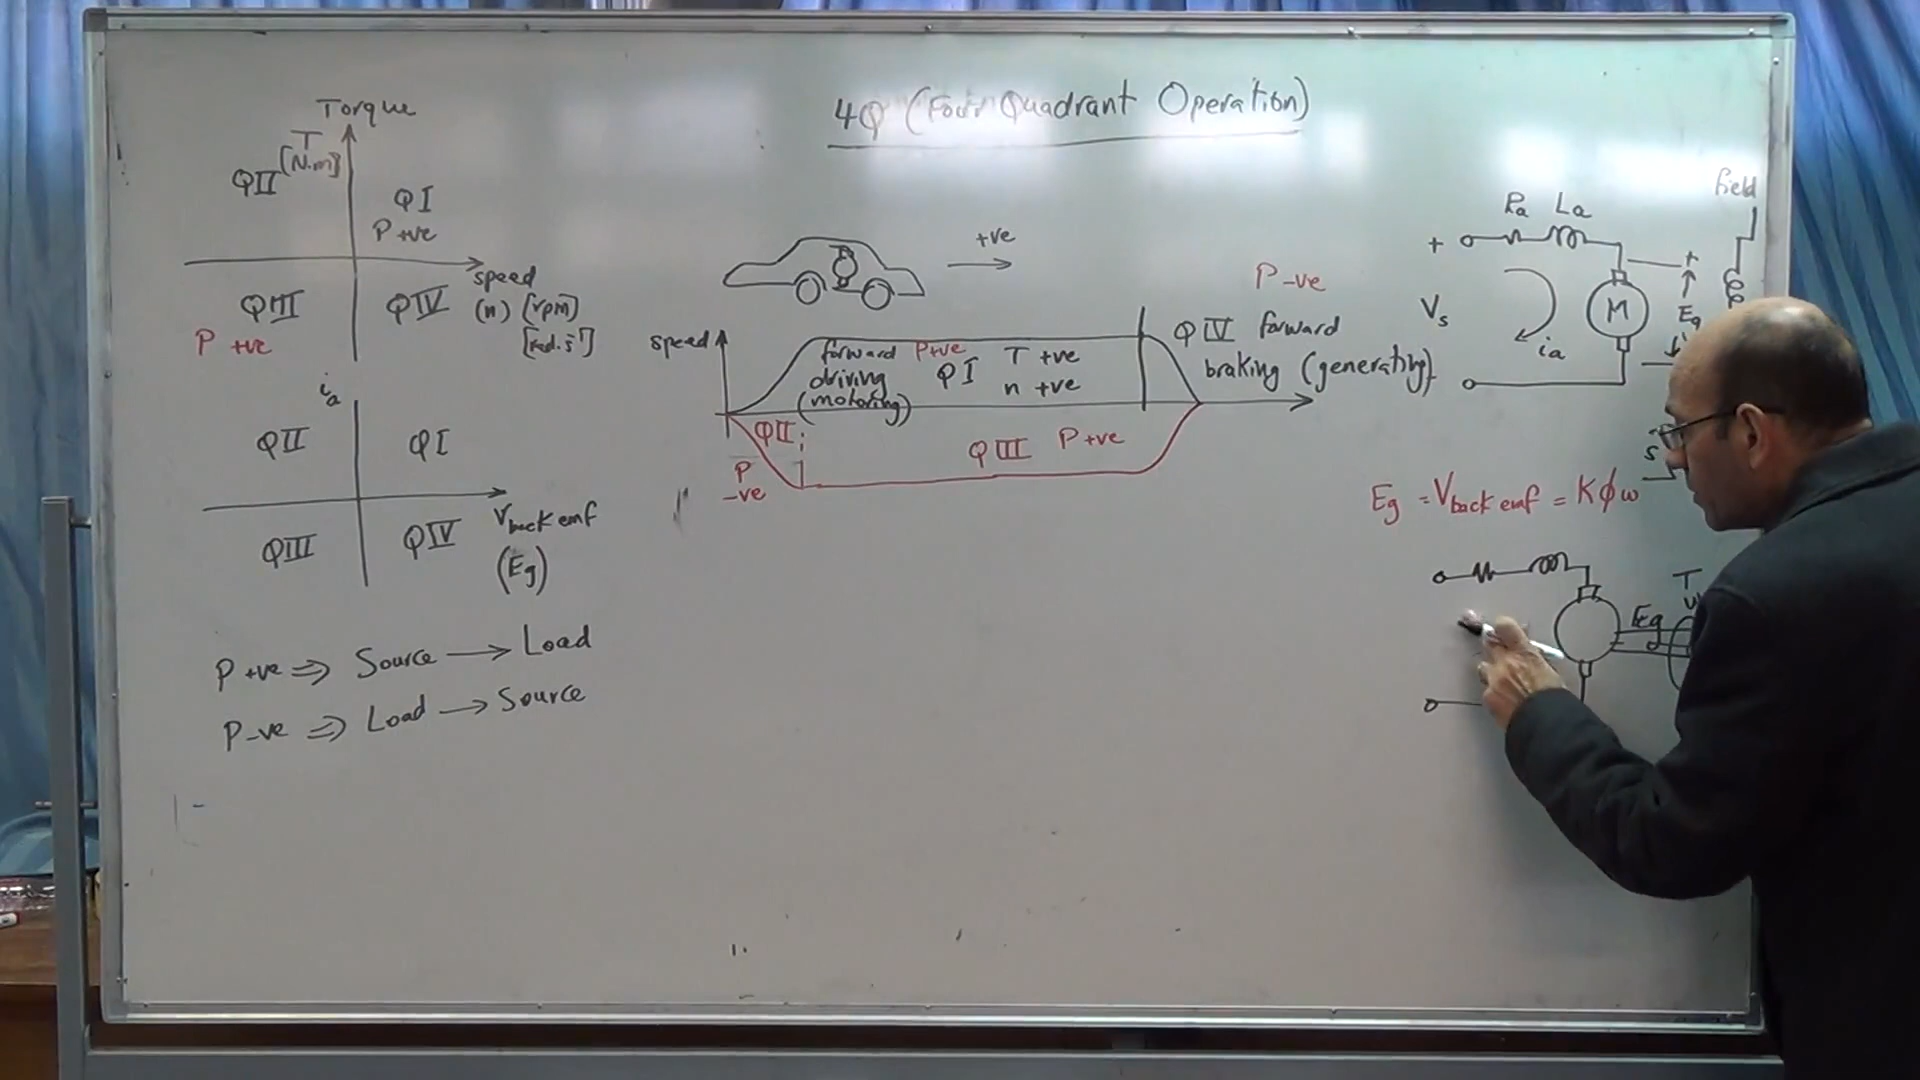 4Q (Four Quadrant Operation)
Torque
T
[N.m]
QII
QI
P +ve
speed
(n) [rpm]
[rad.s⁻¹]
QIII
QIV
P +ve
ia
QII
QI
Vback emf
(Eg)
QIII
QIV
P +ve ⇒ Source → Load
P -ve ⇒ Load → Source
+ve
speed
forward
driving
(motoring)
P+ve
QI
T +ve
n +ve
P -ve
QIV forward
braking (generating)
QII
P
-ve
QIII P +ve
field
Ra La
+
Vs
ia
M
+
Eg
Eg = Vback emf = KΦω
T
Eg